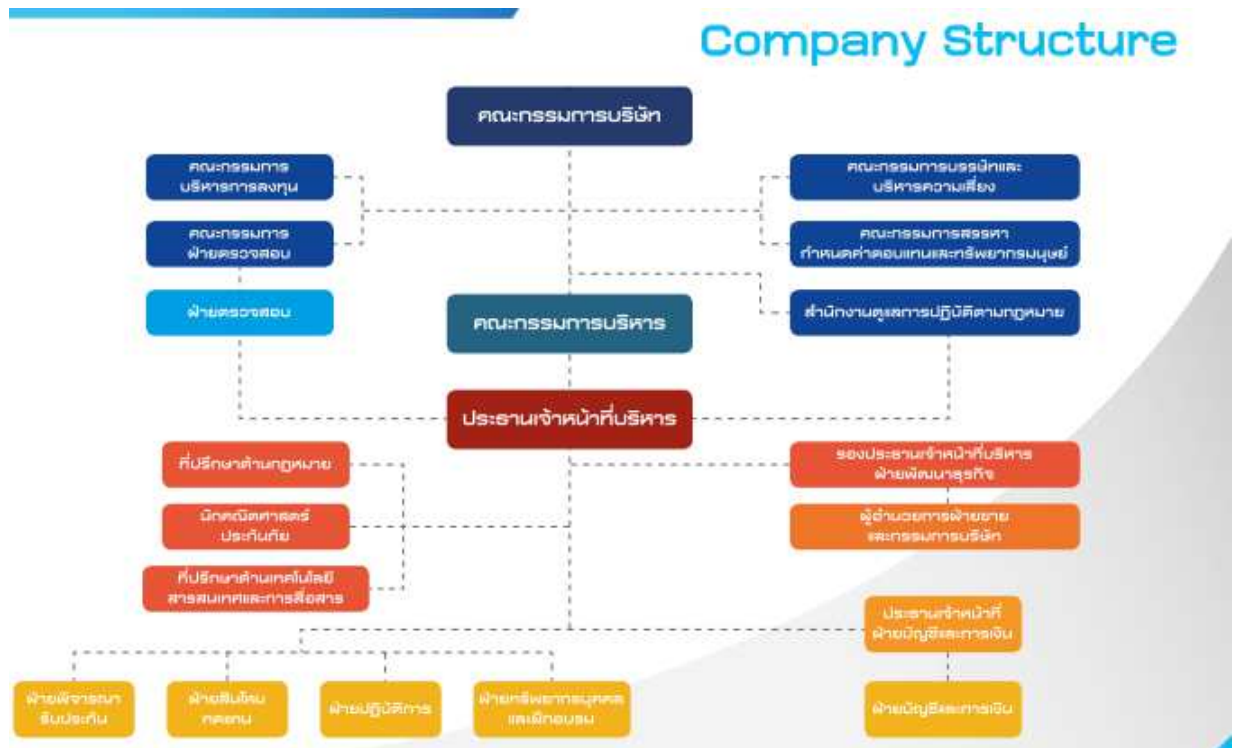 Company Structure
คณะกรรมการบริษัท
คณะกรรมการ
บริหารการลงทุน
คณะกรรมการบรรษัทและ
บริหารความเสี่ยง
คณะกรรมการ
ฝ่ายตรวจสอบ
คณะกรรมการสรรหา
กำหนดค่าตอบแทนและทรัพยากรมนุษย์
ฝ่ายตรวจสอบ
คณะกรรมการบริหาร
สำนักงานดูแลการปฏิบัติตามกฎหมาย
ประธานเจ้าหน้าที่บริหาร
ที่ปรึกษาด้านกฎหมาย
รองประธานเจ้าหน้าที่บริหาร
ฝ่ายพัฒนาธุรกิจ
นักคณิตศาสตร์
ประกันภัย
ผู้อำนวยการฝ่ายขาย
และกรรมการบริษัท
ที่ปรึกษาด้านเทคโนโลยี
สารสนเทศและการสื่อสาร
ประธานเจ้าหน้าที่
ฝ่ายบัญชีและการเงิน
ฝ่ายพิจารณา
รับประกัน
ฝ่ายสินไหม
ทดแทน
ฝ่ายปฏิบัติการ
ฝ่ายทรัพยากรบุคคล
และฝึกอบรม
ฝ่ายบัญชีและการเงิน